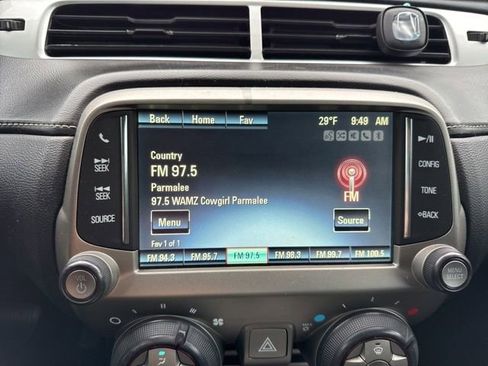 Back Home Fav 29°F 9:49 AM
Country
FM 97.5
Parmalee
97.5 WAMZ Cowgirl Parmalee
FM
Menu Source
Fav 1 of 1
FM 94.3 FM 95.7 FM 97.5 FM 98.3 FM 99.7 FM 100.5
SEEK
SEEK
SOURCE
CONFIG
TONE
BACK
MENU
SELECT